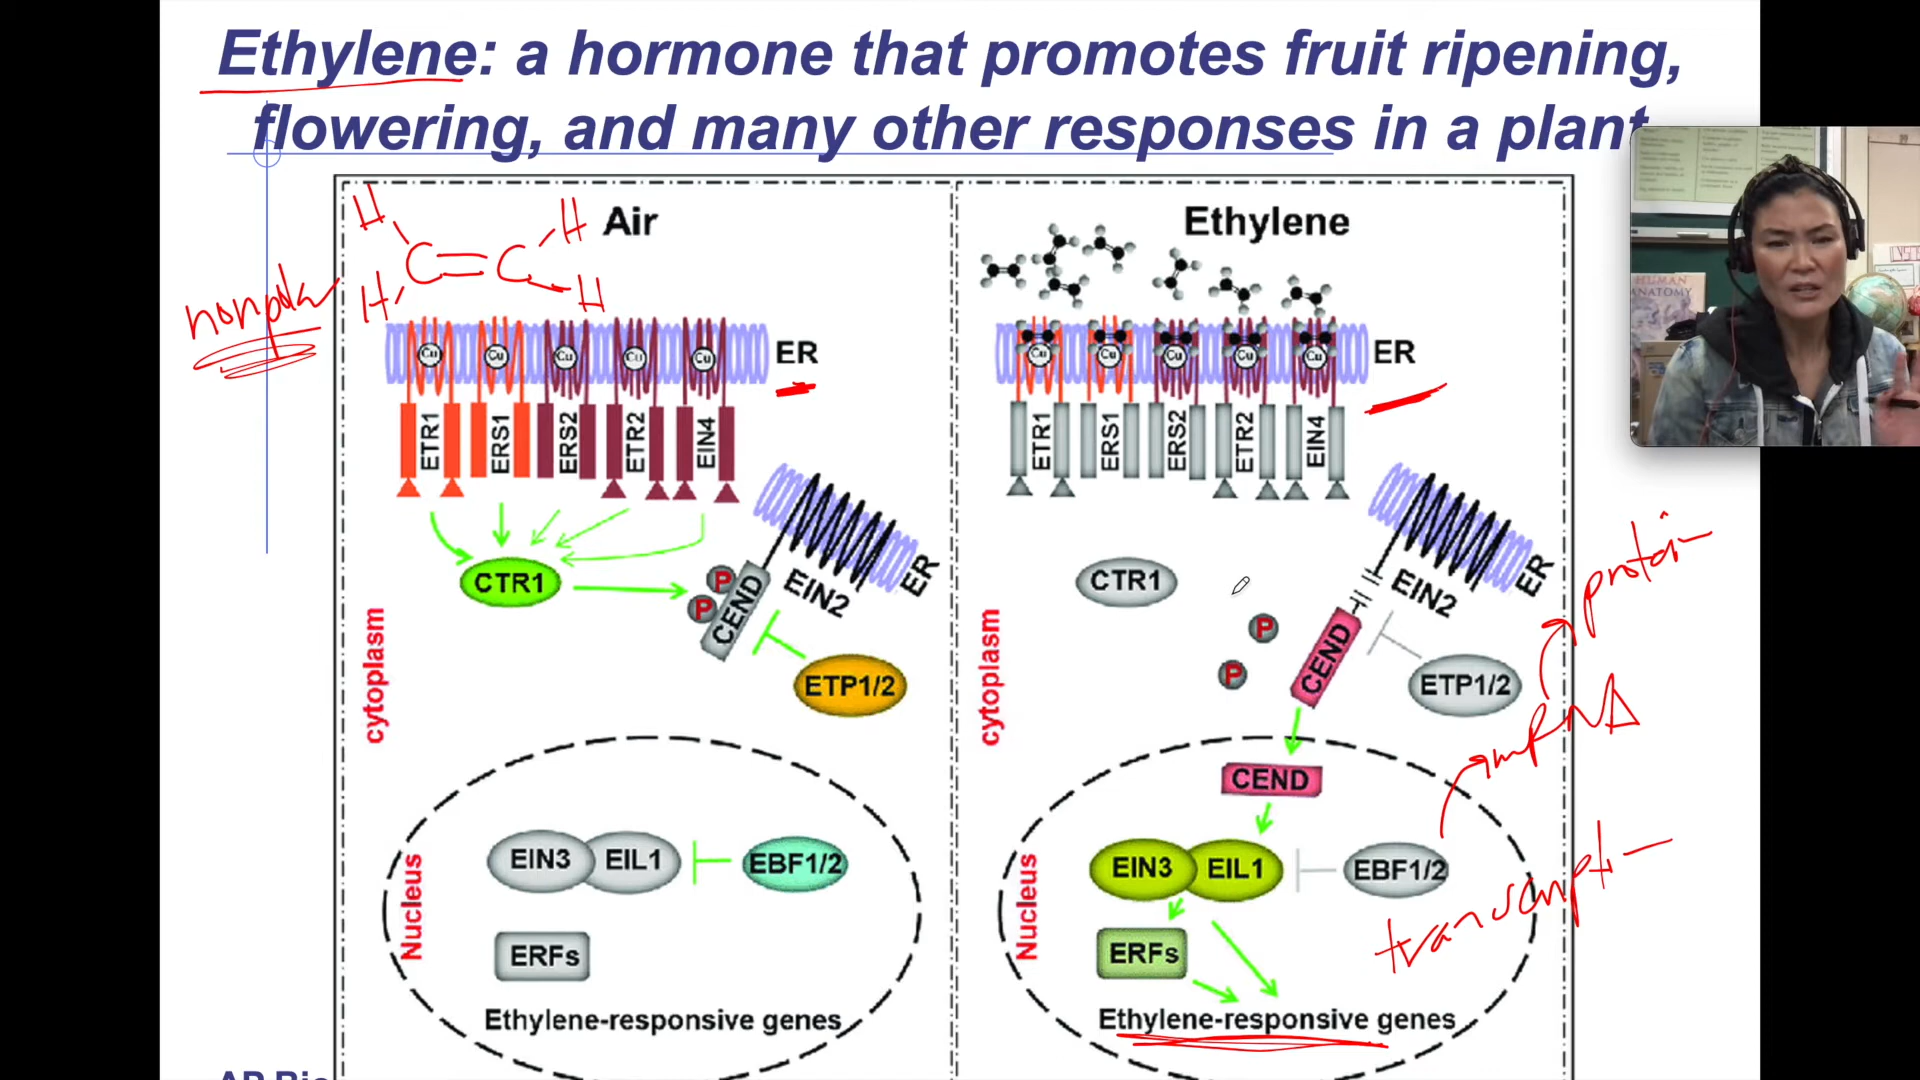 Ethylene: a hormone that promotes fruit ripening,
flowering, and many other responses in a plant
Air
H
H
C=C
H
H
nonpolar
Cu Cu Cu Cu Cu
ER
ETR1 ERS1 ERS2 ETR2 EIN4
CTR1
P
P
CEND
EIN2
ER
ETP1/2
cytoplasm
Nucleus
EIN3 EIL1 EBF1/2
ERFs
Ethylene-responsive genes
Ethylene
Cu Cu Cu Cu Cu
ER
ETR1 ERS1 ERS2 ETR2 EIN4
CTR1
P
P
CEND
EIN2
ER
ETP1/2
cytoplasm
CEND
Nucleus
EIN3 EIL1 EBF1/2
ERFs
Ethylene-responsive genes
protein
mRNA
transcription
HUMAN
ANATOMY